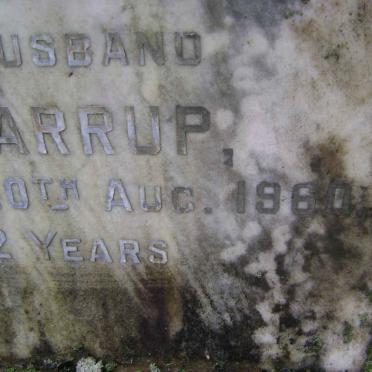 USBAND
ARRUP,
0TH AUG. 1960,
2 YEARS